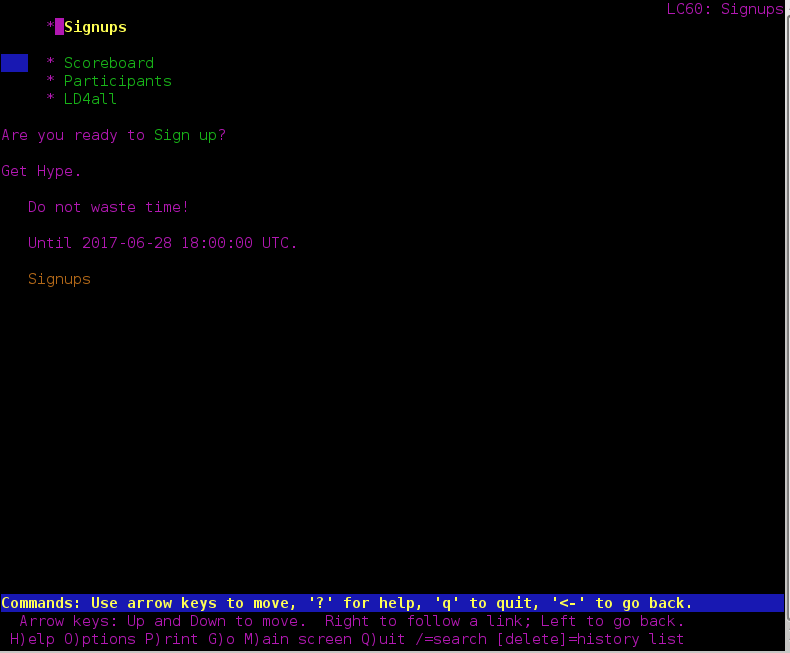 LC60: Signups
* Signups
* Scoreboard
* Participants
* LD4all
Are you ready to Sign up?
Get Hype.
Do not waste time!
Until 2017-06-28 18:00:00 UTC.
Signups
Commands: Use arrow keys to move, '?' for help, 'q' to quit, '<-' to go back.
Arrow keys: Up and Down to move.  Right to follow a link; Left to go back.
H)elp O)ptions P)rint G)o M)ain screen Q)uit /=search [delete]=history list